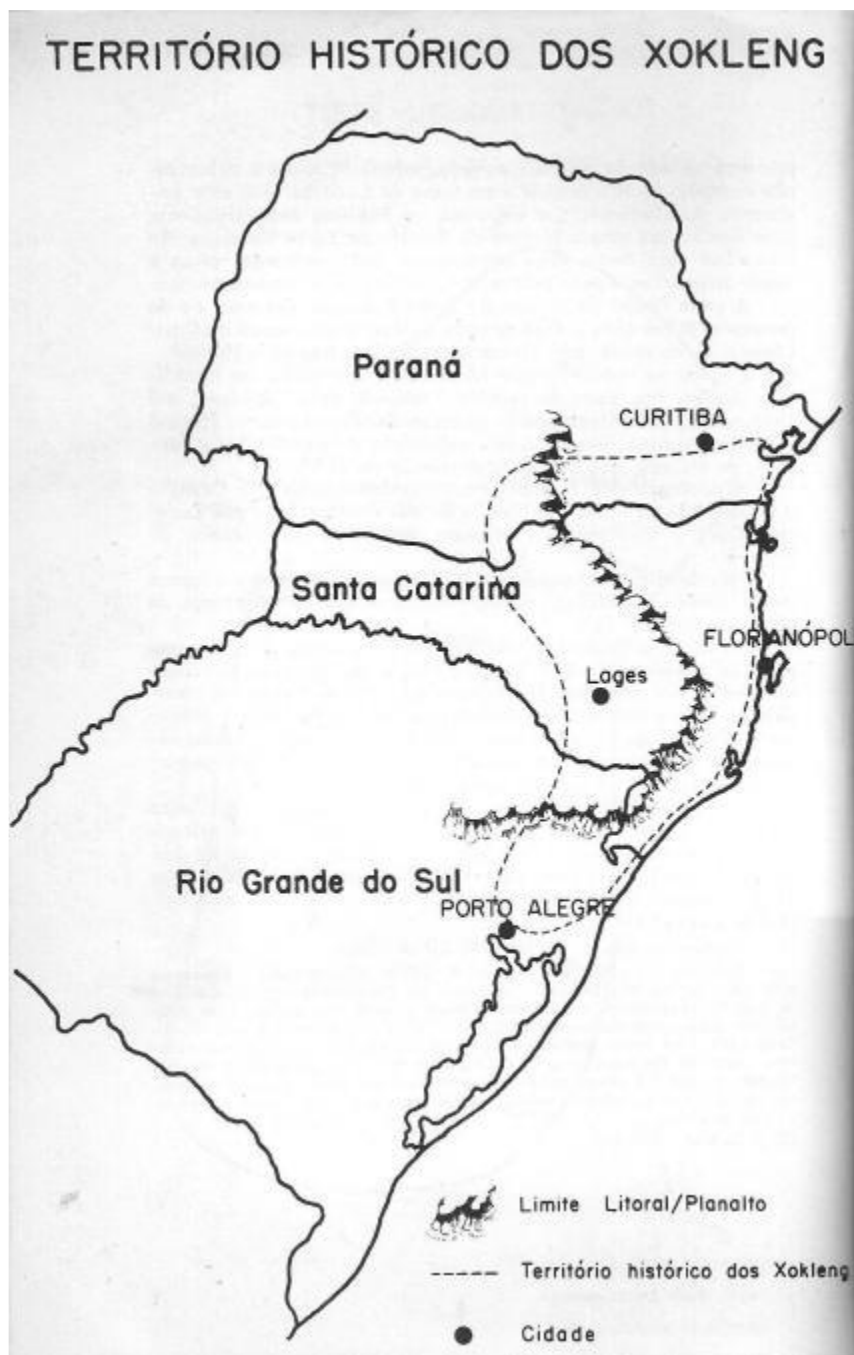 TERRITÓRIO HISTÓRICO DOS XOKLENG
Paraná
CURITIBA
Santa Catarina
FLORIANÓPOL
Lages
Rio Grande do Sul
PORTO ALEGRE
Limite Litoral/Planalto
Território histórico dos Xokleng
Cidade